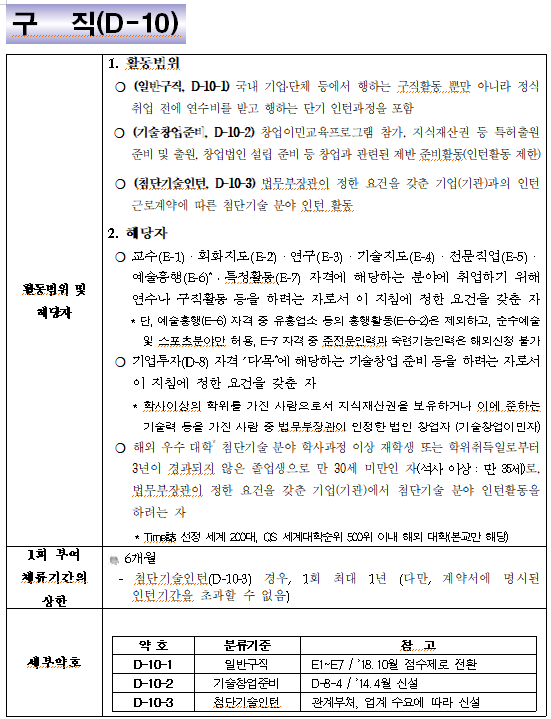 구 직(D-10)
1. 활동범위
❍ (일반구직, D-10-1) 국내 기업·단체 등에서 행하는 구직활동 뿐만 아니라 정식
취업 전에 연수비를 받고 행하는 단기 인턴과정을 포함
❍ (기술창업준비, D-10-2) 창업이민교육프로그램 참가, 지식재산권 등 특허출원
준비 및 출원, 창업법인 설립 준비 등 창업과 관련된 제반 준비활동(인턴활동 제한)
❍ (첨단기술인턴, D-10-3) 법무부장관이 정한 요건을 갖춘 기업(기관)과의 인턴
근로계약에 따른 첨단기술 분야 인턴 활동
2. 해당자
❍ 교수(E-1)·회화지도(E-2)·연구(E-3)·기술지도(E-4)·전문직업(E-5)·
예술흥행(E-6)*·특정활동(E-7) 자격에 해당하는 분야에 취업하기 위해
연수나 구직활동 등을 하려는 자로서 이 지침에 정한 요건을 갖춘 자
* 단, 예술흥행(E-6) 자격 중 유흥업소 등의 흥행활동(E-6-2)은 제외하고, 순수예술
및 스포츠분야만 허용, E-7 자격 중 준전문인력과 숙련기능인력은 해외신청 불가
❍ 기업투자(D-8) 자격 ‘다’목*에 해당하는 기술창업 준비 등을 하려는 자로서
이 지침에 정한 요건을 갖춘 자
* 학사이상의 학위를 가진 사람으로서 지식재산권을 보유하거나 이에 준하는
기술력 등을 가진 사람 중 법무부장관이 인정한 법인 창업자 (기술창업이민자)
❍ 해외 우수 대학* 첨단기술 분야 학사과정 이상 재학생 또는 학위취득일로부터
3년이 경과되지 않은 졸업생으로 만 30세 미만인 자(석사 이상 : 만 35세)로,
법무부장관이 정한 요건을 갖춘 기업(기관)에서 첨단기술 분야 인턴활동을
하려는 자
* Time誌 선정 세계 200대, QS 세계대학순위 500위 이내 해외 대학(본교만 해당)
활동범위 및
해당자
1회 부여
체류기간의
상한
6개월
- 첨단기술인턴(D-10-3) 경우, 1회 최대 1년 (다만, 계약서에 명시된
인턴기간을 초과할 수 없음)
세부약호
약 호 분류기준 참 고
D-10-1 일반구직 E1~E7 / ’18.10월 점수제로 전환
D-10-2 기술창업준비 D-8-4 / ’14.4월 신설
D-10-3 첨단기술인턴 관계부처, 업계 수요에 따라 신설